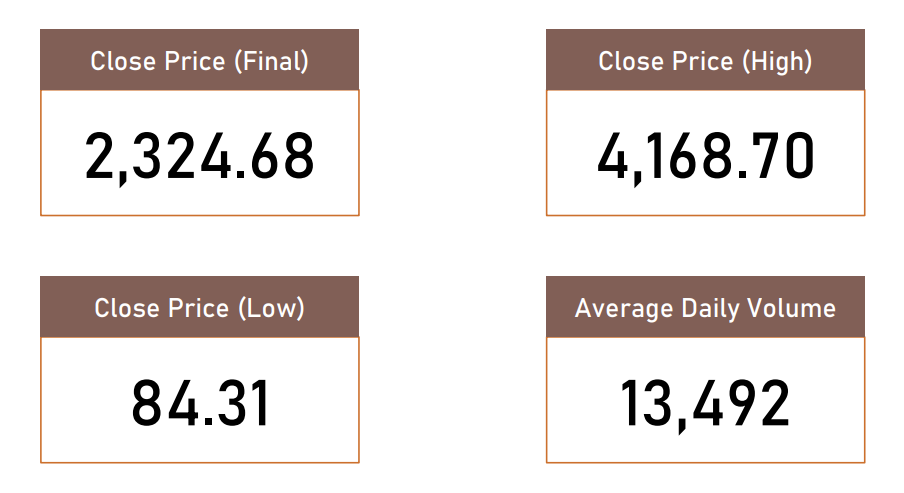 Close Price (Final)
2,324.68
Close Price (High)
4,168.70
Close Price (Low)
84.31
Average Daily Volume
13,492